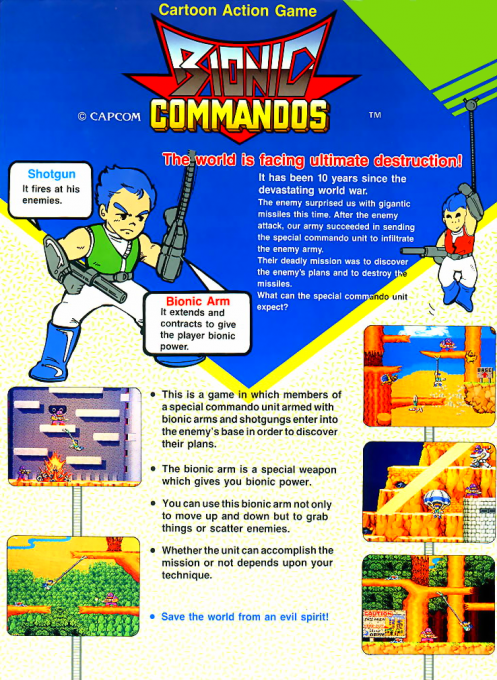 Cartoon Action Game
BIONIC
© CAPCOM COMMANDOS TM
The world is facing ultimate destruction!
Shotgun
It fires at his
enemies.
It has been 10 years since the
devastating world war.
The enemy surprised us with gigantic
missiles this time. After the enemy
attack, our army succeeded in sending
the special commando unit to infiltrate
the enemy army.
Their deadly mission was to discover
the enemy's plans and to destroy the
missiles.
What can the special commando unit
expect?
Bionic Arm
It extends and
contracts to give
the player bionic
power.
BASE
• This is a game in which members of
a special commando unit armed with
bionic arms and shotgungs enter into
the enemy's base in order to discover
their plans.
• The bionic arm is a special weapon
which gives you bionic power.
• You can use this bionic arm not only
to move up and down but to grab
things or scatter enemies.
• Whether the unit can accomplish the
mission or not depends upon your
technique.
• Save the world from an evil spirit!
CAUTION